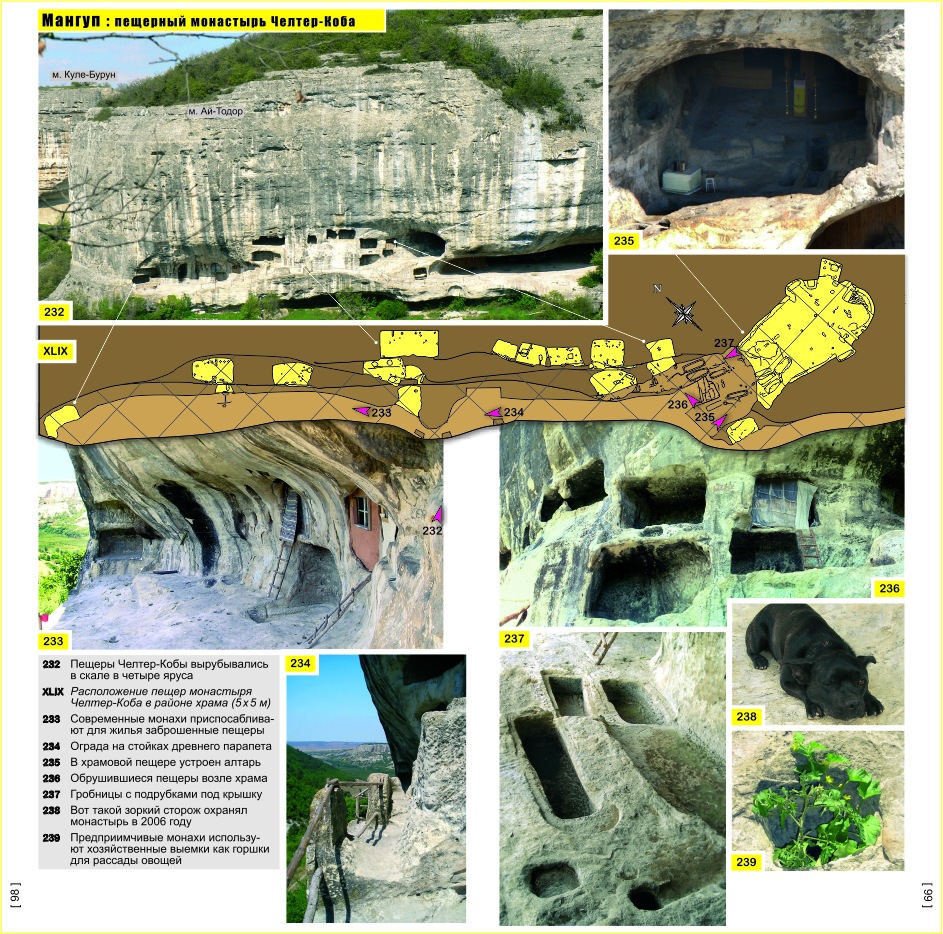 Мангуп : пещерный монастырь Челтер-Коба
м. Куле-Бурун
м. Ай-Тодор
232
235
XLIX
N
237
236
235
233
234
232
233
236
237
234
238
239
232 Пещеры Челтер-Кобы вырубывались
в скале в четыре яруса
XLIX Расположение пещер монастыря
Челтер-Коба в районе храма (5 х 5 м)
233 Современные монахи приспосаблива-
ют для жилья заброшенные пещеры
234 Ограда на стойках древнего парапета
235 В храмовой пещере устроен алтарь
236 Обрушившиеся пещеры возле храма
237 Гробницы с подрубками под крышку
238 Вот такой зоркий сторож охранял
монастырь в 2006 году
239 Предприимчивые монахи использу-
ют хозяйственные выемки как горшки
для рассады овощей
[ 98 ]
[ 99 ]